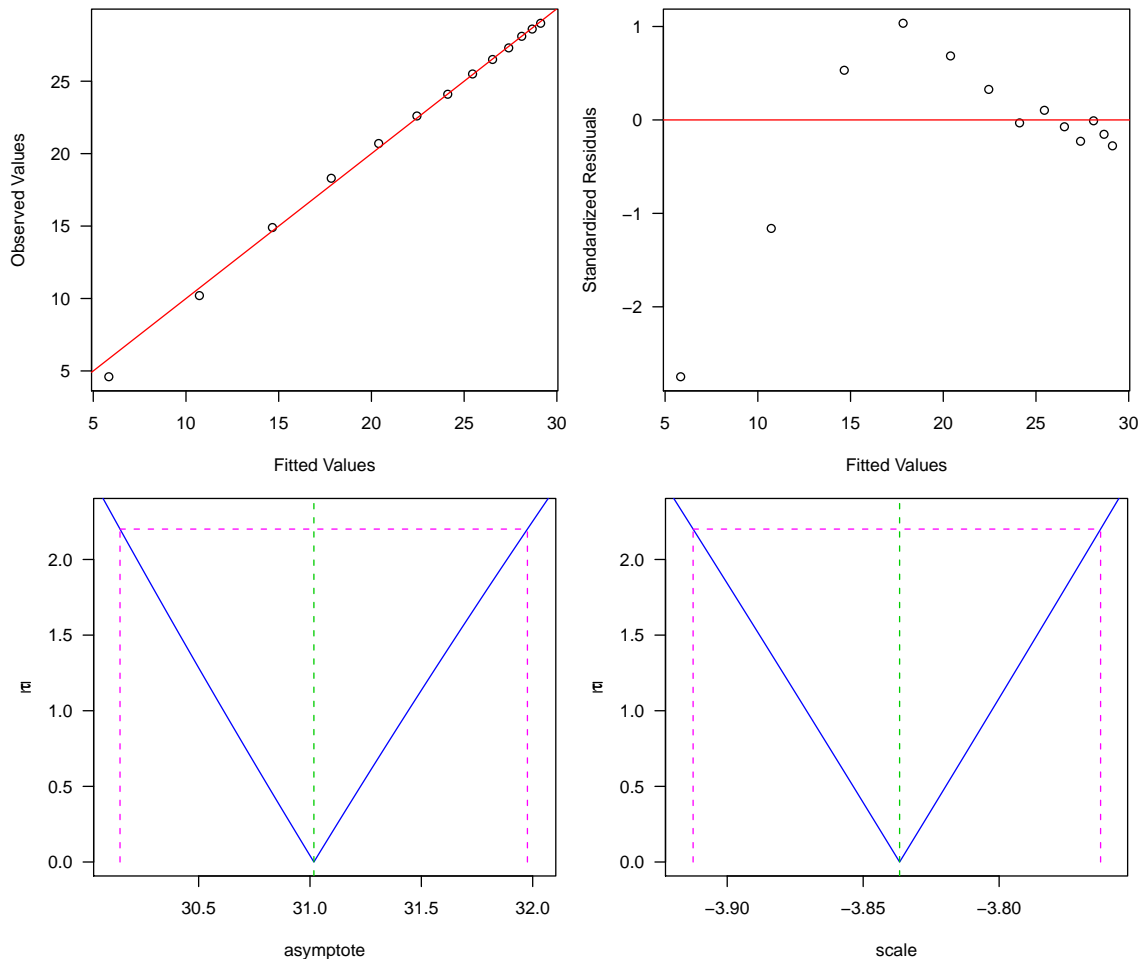 Observed Values
25
20
15
10
5
5 10 15 20 25 30
Fitted Values
Standardized Residuals
1
0
−1
−2
5 10 15 20 25 30
Fitted Values
2.0
1.5
1.0
0.5
0.0
30.5 31.0 31.5 32.0
asymptote
2.0
1.5
1.0
0.5
0.0
−3.90 −3.85 −3.80
scale